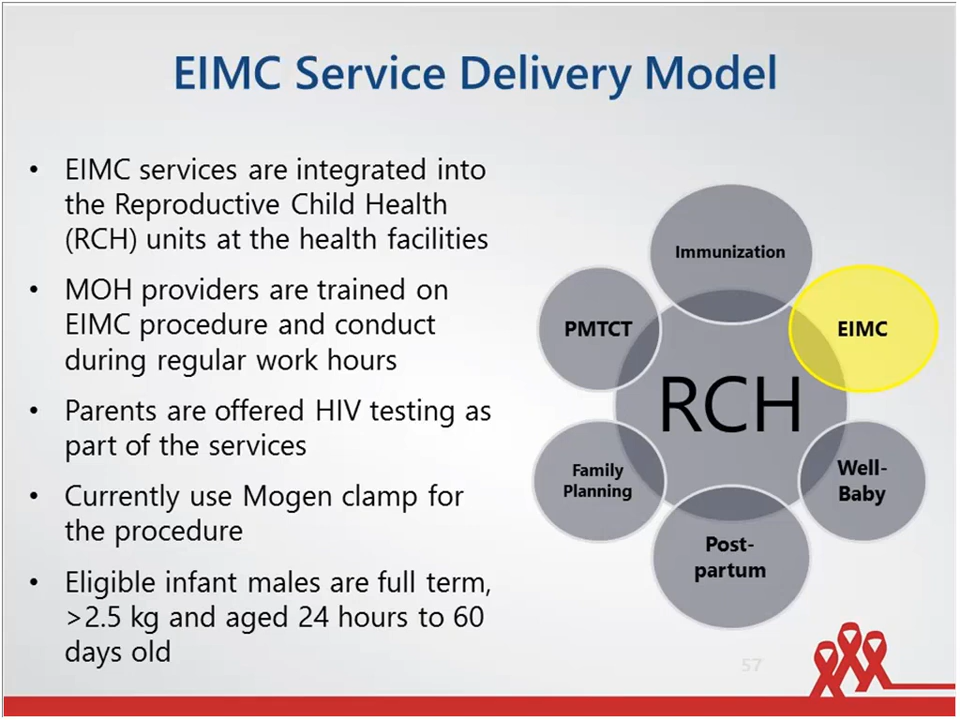 EIMC Service Delivery Model
• EIMC services are integrated into
the Reproductive Child Health
(RCH) units at the health facilities
• MOH providers are trained on
EIMC procedure and conduct
during regular work hours
• Parents are offered HIV testing as
part of the services
• Currently use Mogen clamp for
the procedure
• Eligible infant males are full term,
>2.5 kg and aged 24 hours to 60
days old
Immunization
PMTCT
EIMC
RCH
Family
Planning
Well-
Baby
Post-
partum
57